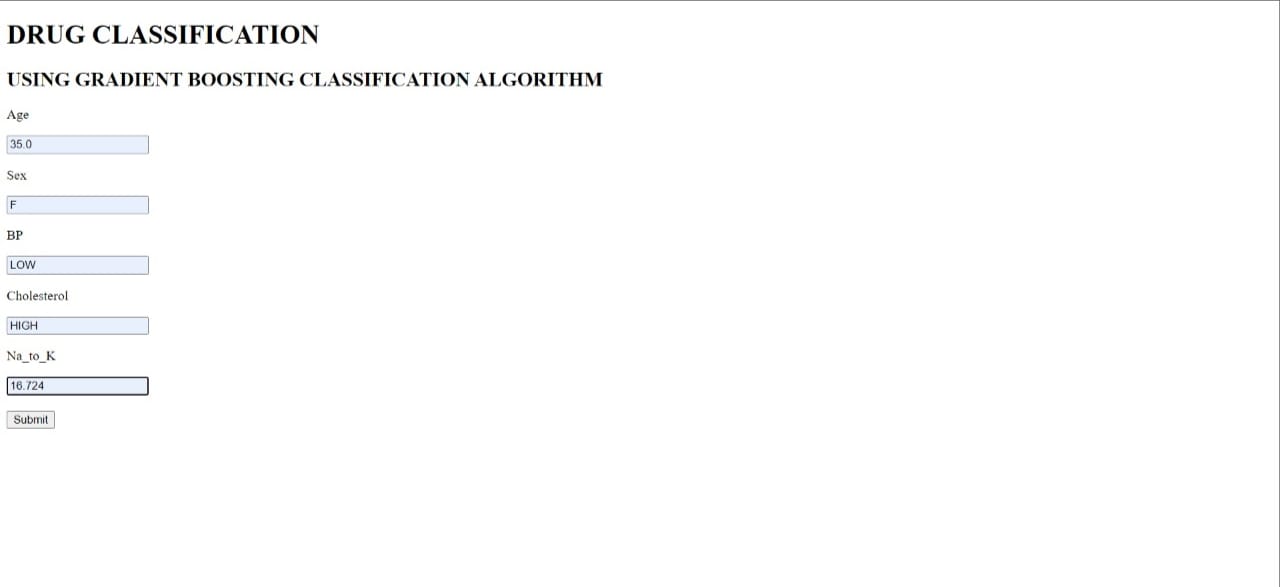 DRUG CLASSIFICATION
USING GRADIENT BOOSTING CLASSIFICATION ALGORITHM
Age
35.0
Sex
F
BP
LOW
Cholesterol
HIGH
Na_to_K
16.724
Submit